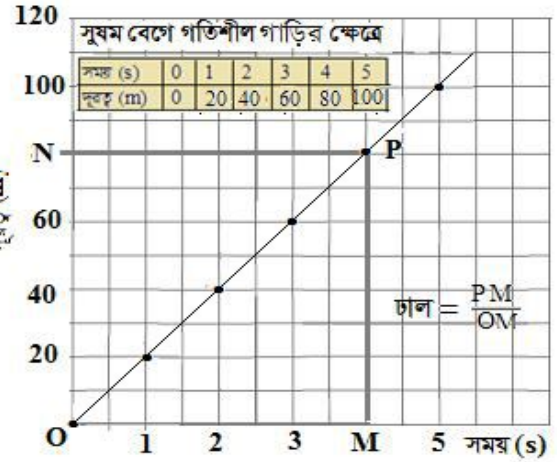 120
সুষম বেগে গতিশীল গাড়ির ক্ষেত্রে
সময় (s) 0 1 2 3 4 5
দূরত্ব (m) 0 20 40 60 80 100
100
N
P
দূরত্ব (m)
60
40
ঢাল = PM
OM
20
O
1 2 3 M 5 সময় (s)